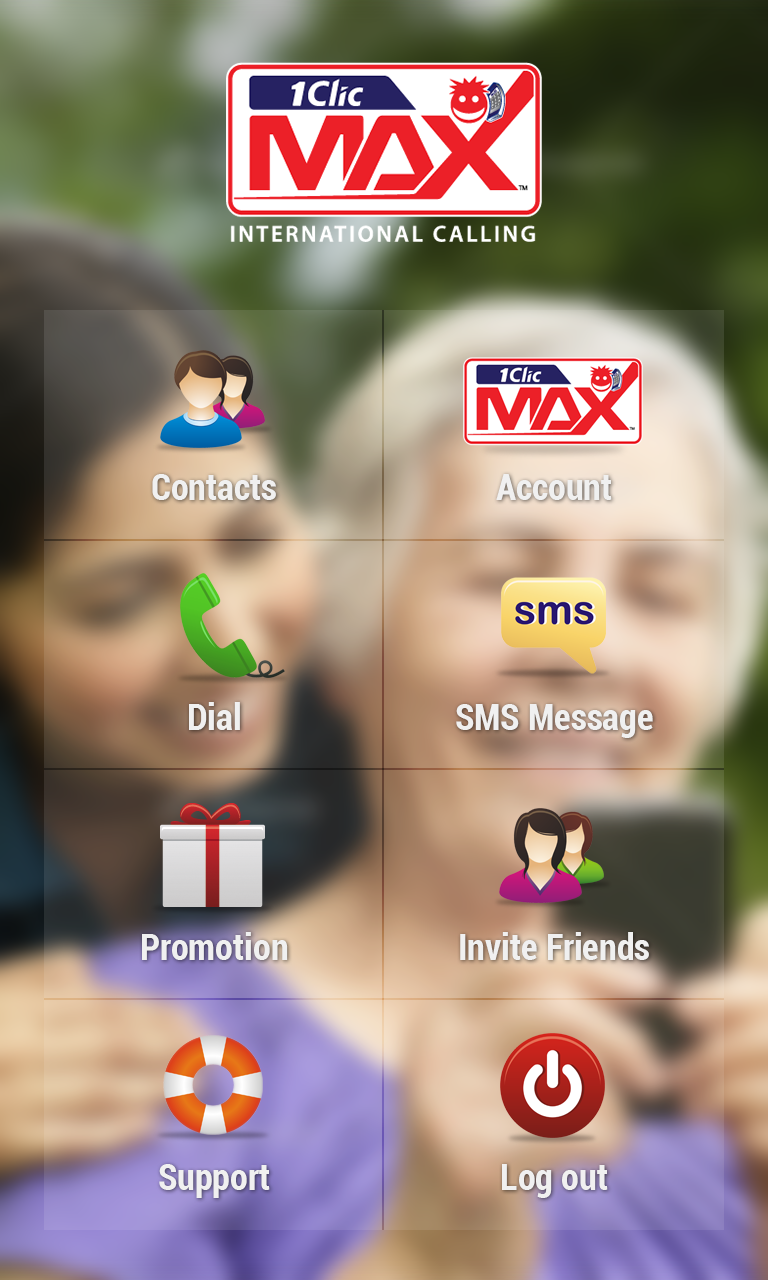 1Clic
MAX™
INTERNATIONAL CALLING
1Clic
MAX™
Contacts
Account
sms
Dial
SMS Message
Promotion
Invite Friends
Support
Log out